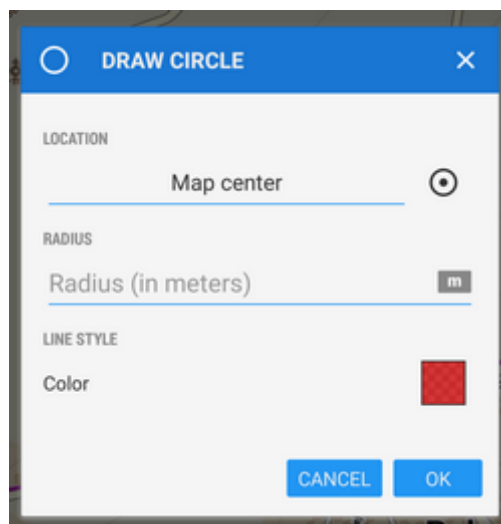 DRAW CIRCLE
LOCATION
Map center
RADIUS
Radius (in meters)
m
LINE STYLE
Color
CANCEL
OK